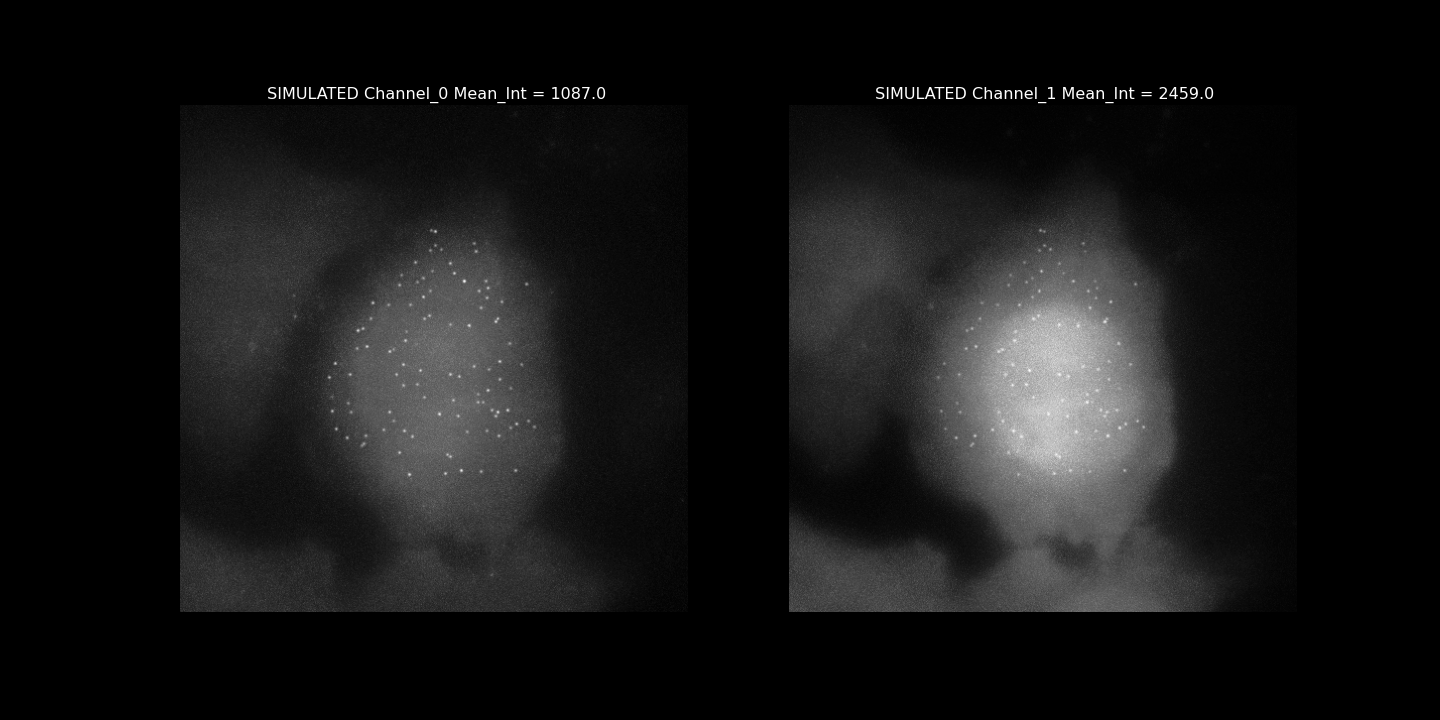 SIMULATED Channel_0 Mean_Int = 1087.0
SIMULATED Channel_1 Mean_Int = 2459.0